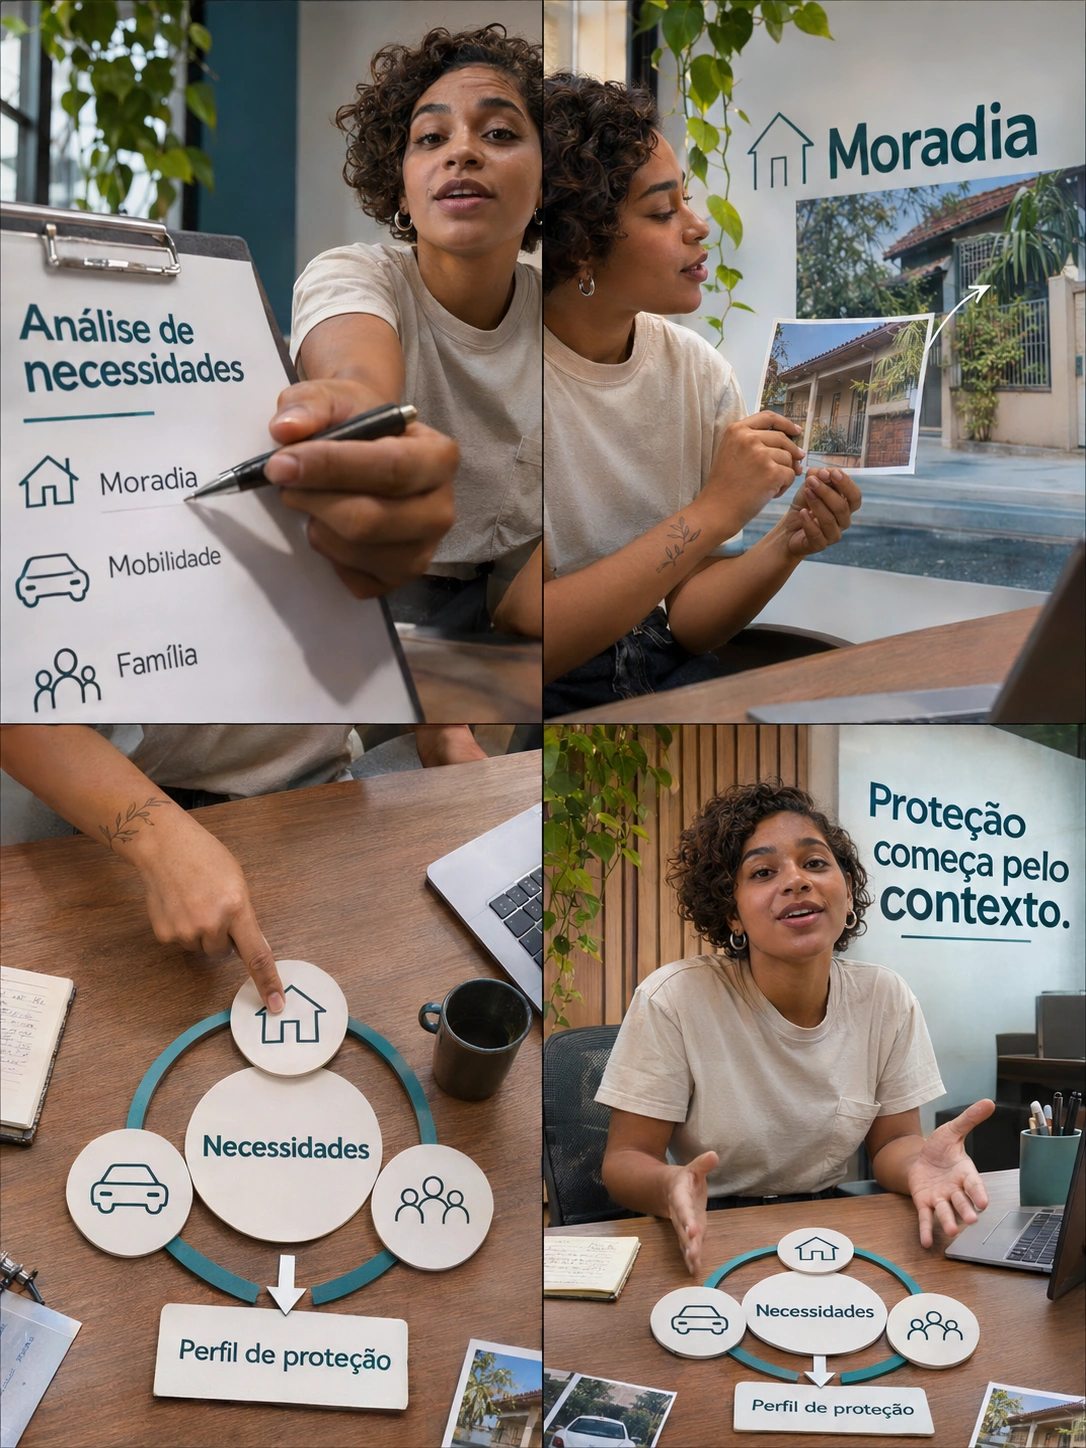 Análise de
necessidades
Moradia
Mobilidade
Família
Moradia
Necessidades
Perfil de proteção
Proteção
começa pelo
contexto.
Necessidades
Perfil de proteção